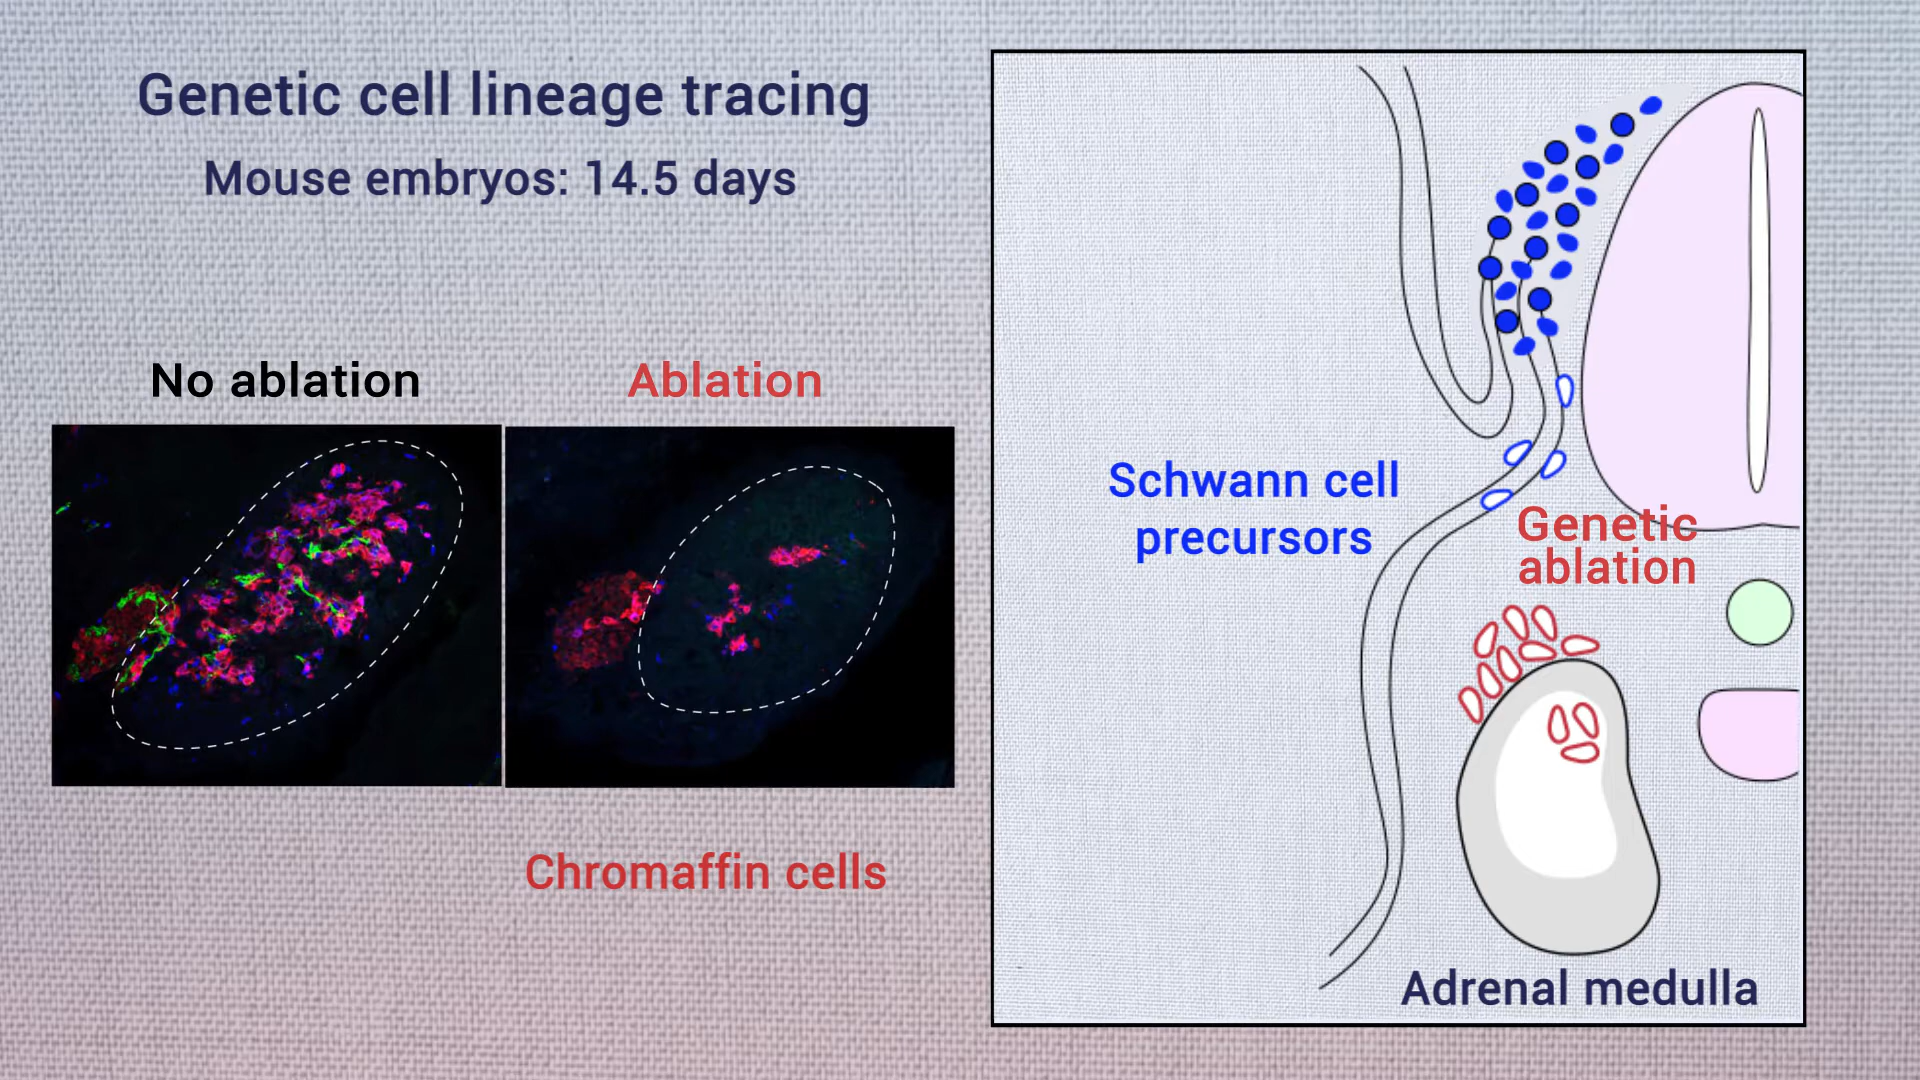 Genetic cell lineage tracing
Mouse embryos: 14.5 days
No ablation
Ablation
Chromaffin cells
Schwann cell
precursors
Genetic
ablation
Adrenal medulla